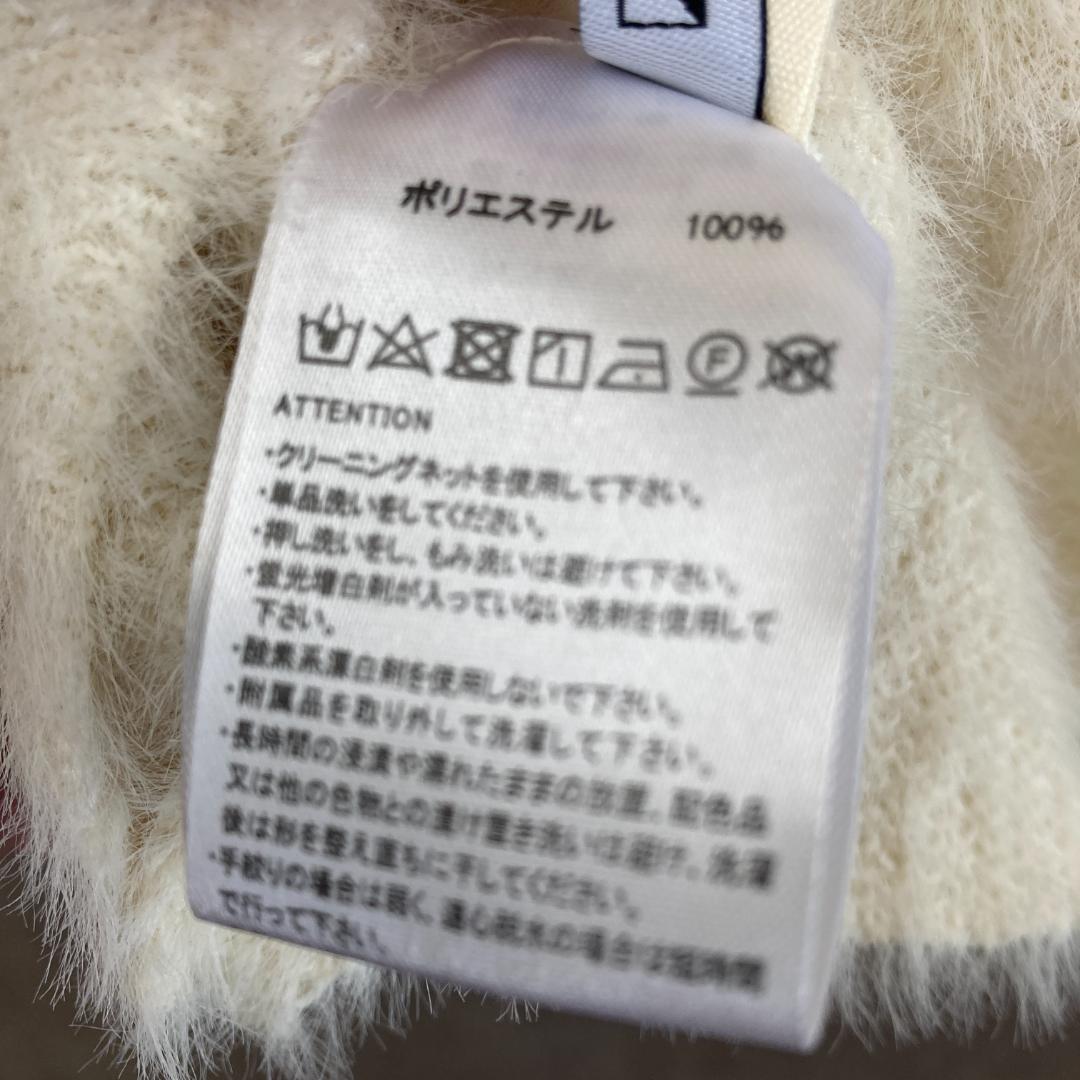 ポリエステル 100%
F
W
ATTENTION
・クリーニングネットを使用して下さい。
・単品洗いをしてください。
・押し洗いをし、もみ洗いは避けて下さい。
・蛍光増白剤が入っていない洗剤を使用して
下さい。
・酸素系漂白剤を使用しないで下さい。
・附属品を取り外して洗濯して下さい。
・長時間の浸漬や濡れたままの放置、配色品
又は他の色物との漬け置き洗いは避け、洗濯
後は形を整え直ちに干してください。
・手絞りの場合は弱く、遠心脱水の場合は短時間
で行って下さい。